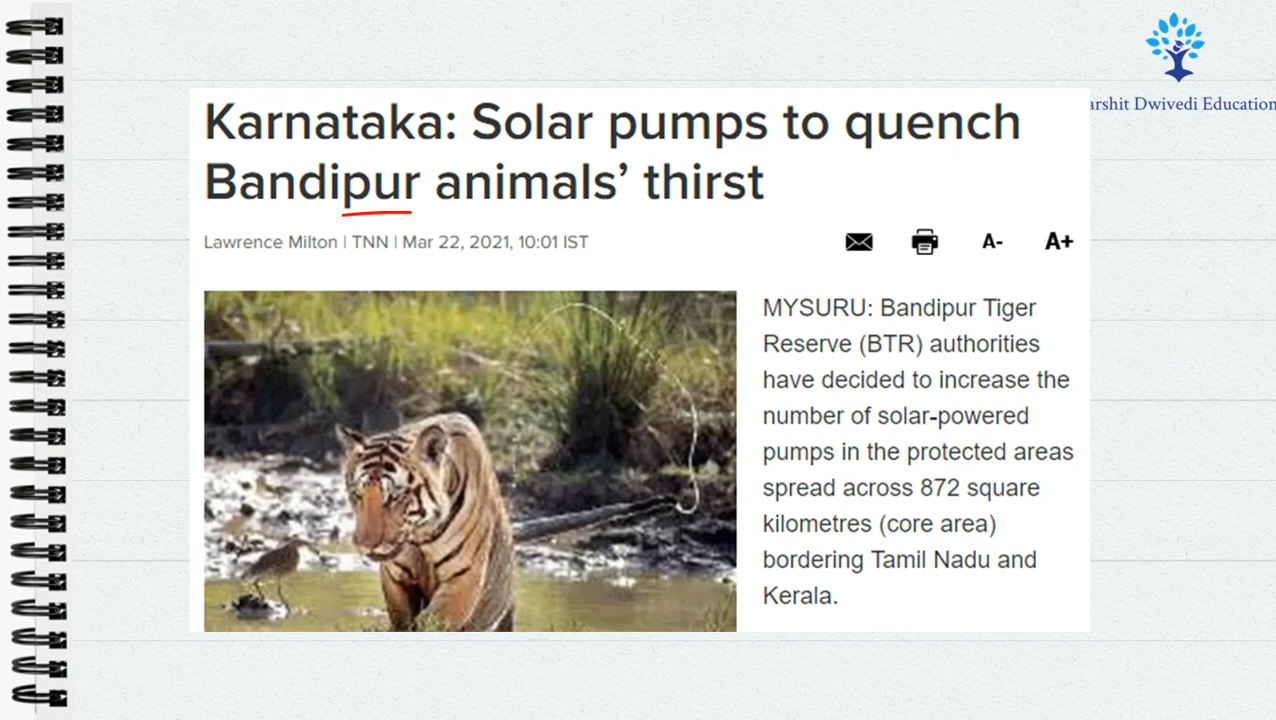 arshit Dwivedi Education
Karnataka: Solar pumps to quench
Bandipur animals’ thirst
Lawrence Milton | TNN | Mar 22, 2021, 10:01 IST
A- A+
MYSURU: Bandipur Tiger
Reserve (BTR) authorities
have decided to increase the
number of solar-powered
pumps in the protected areas
spread across 872 square
kilometres (core area)
bordering Tamil Nadu and
Kerala.